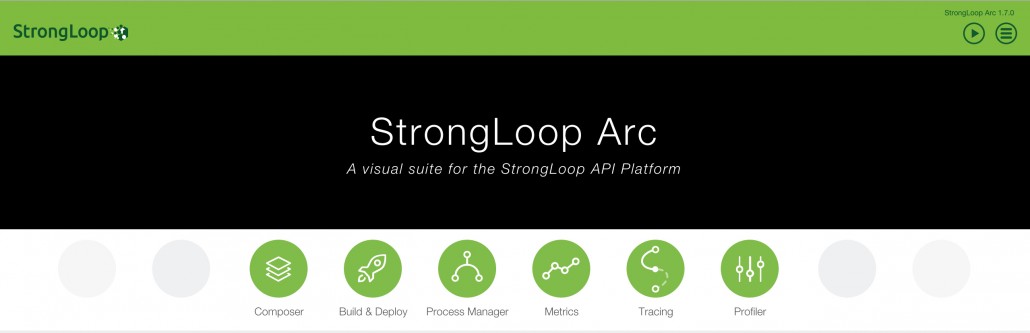 StrongLoop Arc 1.7.0
StrongLoop
StrongLoop Arc
A visual suite for the StrongLoop API Platform
Composer
Build & Deploy
Process Manager
Metrics
Tracing
Profiler